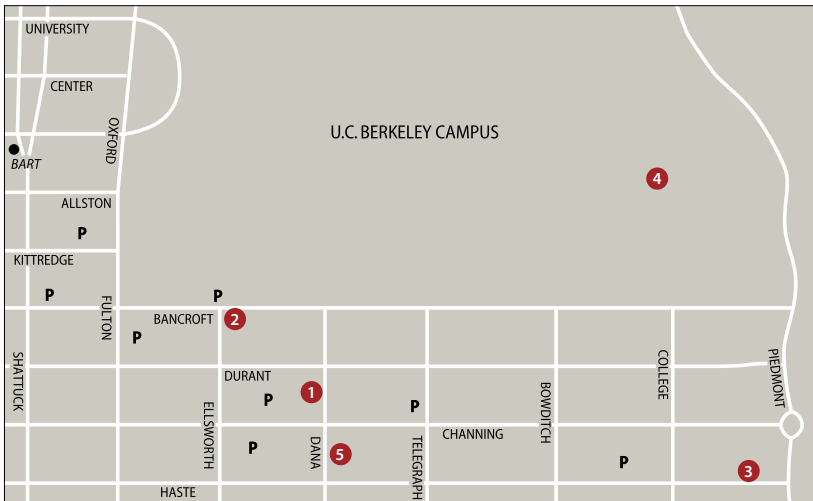 UNIVERSITY
CENTER
OXFORD
U.C. BERKELEY CAMPUS
BART
4
ALLSTON
P
KITTREDGE
P
P
FULTON
BANCROFT
2
P
SHATTUCK
DURANT
COLLEGE
PIEDMONT
1
P
P
ELLSWORTH
BOWDITCH
DANA
TELEGRAPH
CHANNING
P
5
P
3
HASTE